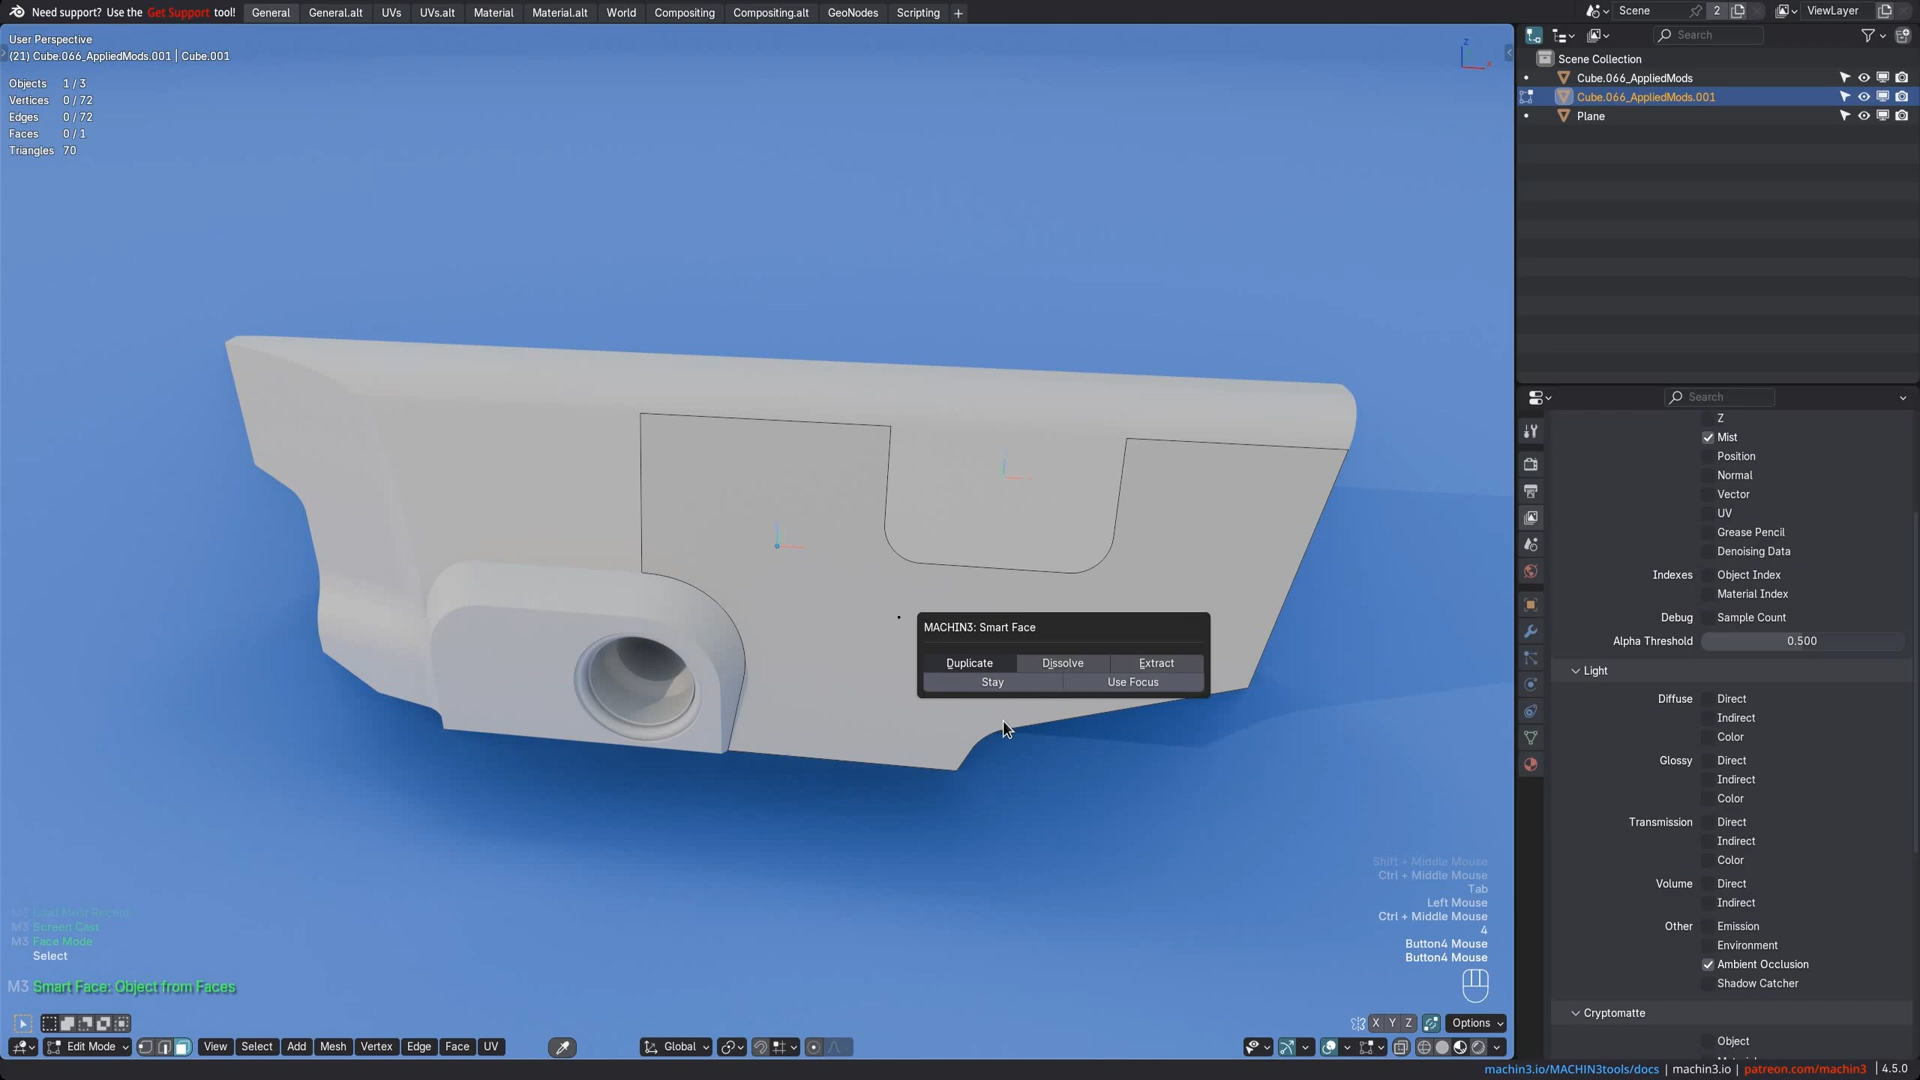 Need support? Use the Get Support tool!
General
General.alt
UVs
UVs.alt
Material
Material.alt
World
Compositing
Compositing.alt
GeoNodes
Scripting
Scene
2
ViewLayer
User Perspective
(21) Cube.066_AppliedMods.001 | Cube.001
Objects 1 / 3
Vertices 0 / 72
Edges 0 / 72
Faces 0 / 1
Triangles 70
Z
X
Search
Scene Collection
Cube.066_AppliedMods
Cube.066_AppliedMods.001
Plane
Search
Z
Mist
Position
Normal
Vector
UV
Grease Pencil
Denoising Data
Indexes Object Index
Material Index
Debug Sample Count
Alpha Threshold 0.500
Light
Diffuse Direct
Indirect
Color
Glossy Direct
Indirect
Color
Transmission Direct
Indirect
Color
Volume Direct
Indirect
Other Emission
Environment
Ambient Occlusion
Shadow Catcher
Cryptomatte
Object
MACHIN3: Smart Face
Duplicate Dissolve Extract
Stay Use Focus
Shift + Middle Mouse
Ctrl + Middle Mouse
Tab
Left Mouse
Ctrl + Middle Mouse
4
Button4 Mouse
Button4 Mouse
M3 Load Most Recent
M3 Screen Cast
M3 Face Mode
Select
M3 Smart Face: Object from Faces
X Y Z
Options
Edit Mode
View
Select
Add
Mesh
Vertex
Edge
Face
UV
Global
machin3.io/MACHIN3tools/docs | machin3.io | patreon.com/machin3 | 4.5.0